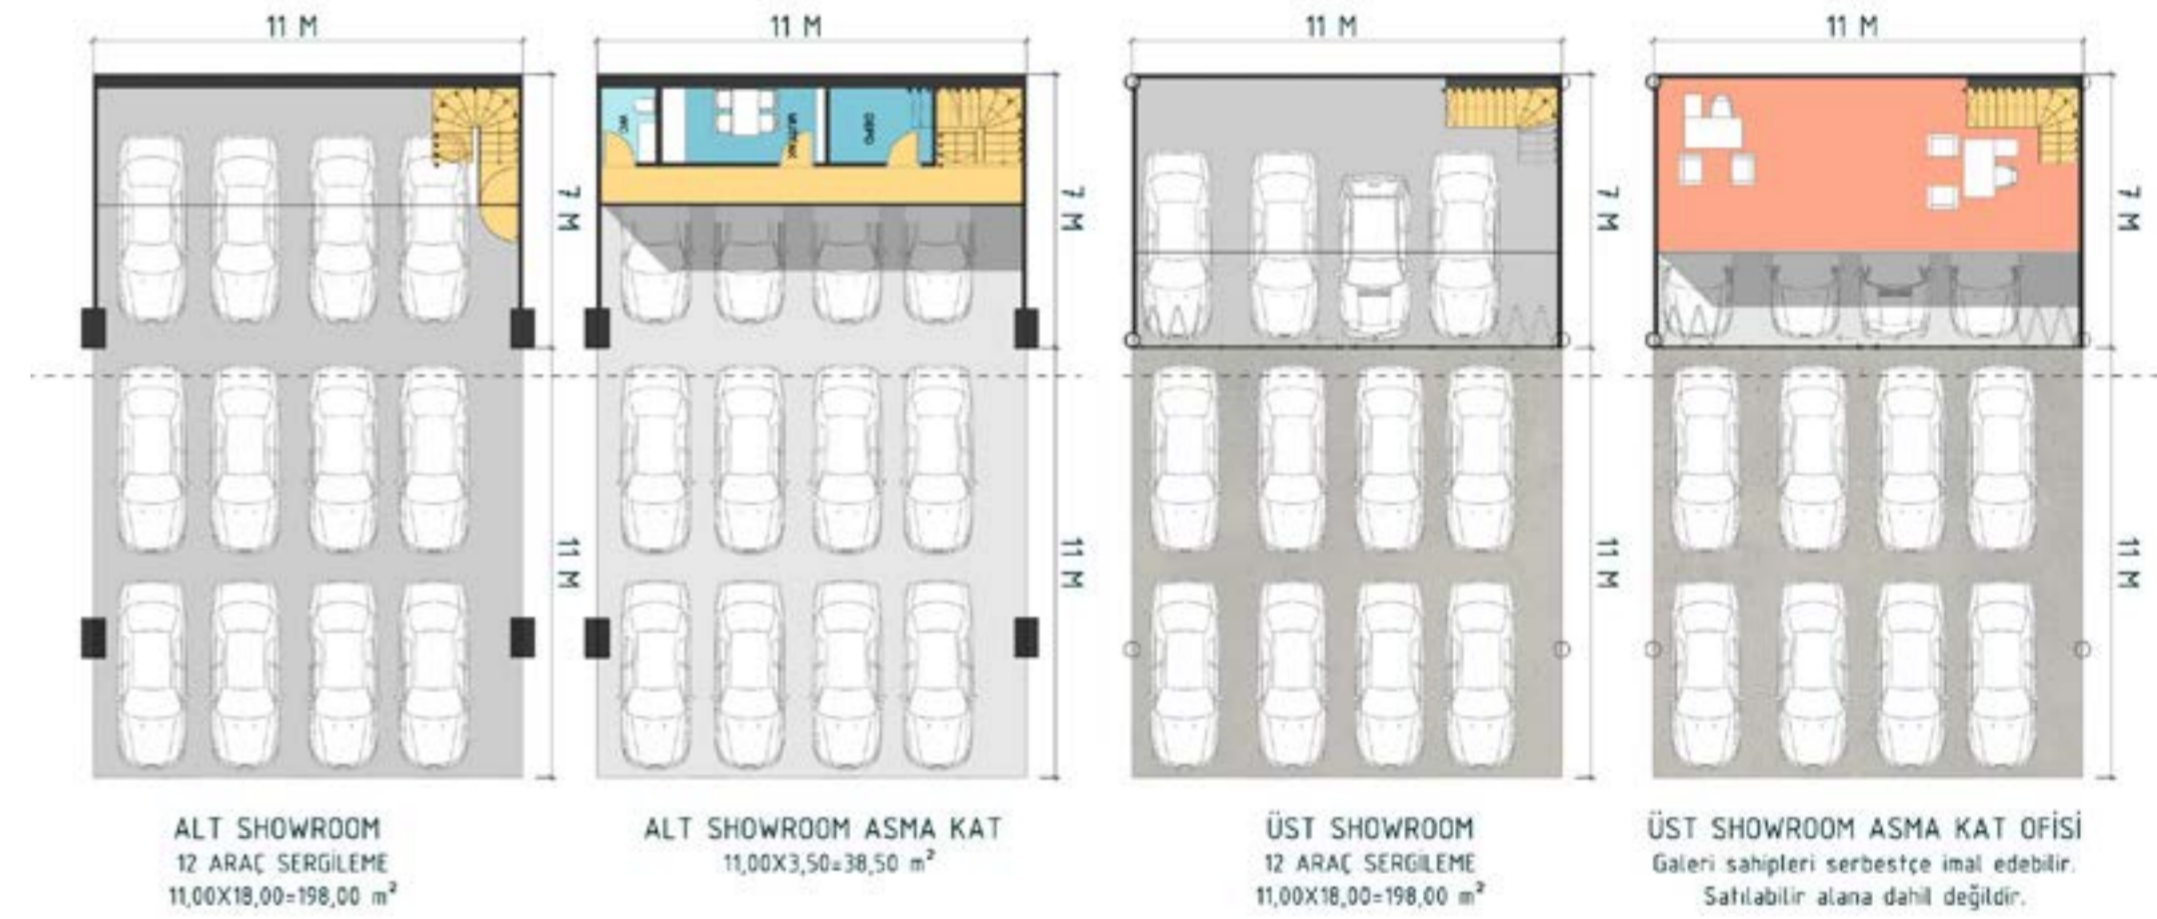 11 M
11 M
11 M
11 M
WC
MUTFAK
DEPO
7 M
7 M
7 M
7 M
11 M
11 M
11 M
11 M
ALT SHOWROOM
12 ARAÇ SERGİLEME
11,00X18,00=198,00 m²
ALT SHOWROOM ASMA KAT
11,00X3,50=38,50 m²
ÜST SHOWROOM
12 ARAÇ SERGİLEME
11,00X18,00=198,00 m²
ÜST SHOWROOM ASMA KAT OFİSİ
Galeri sahipleri serbestçe imal edebilir.
Satılabilir alana dahil değildir.